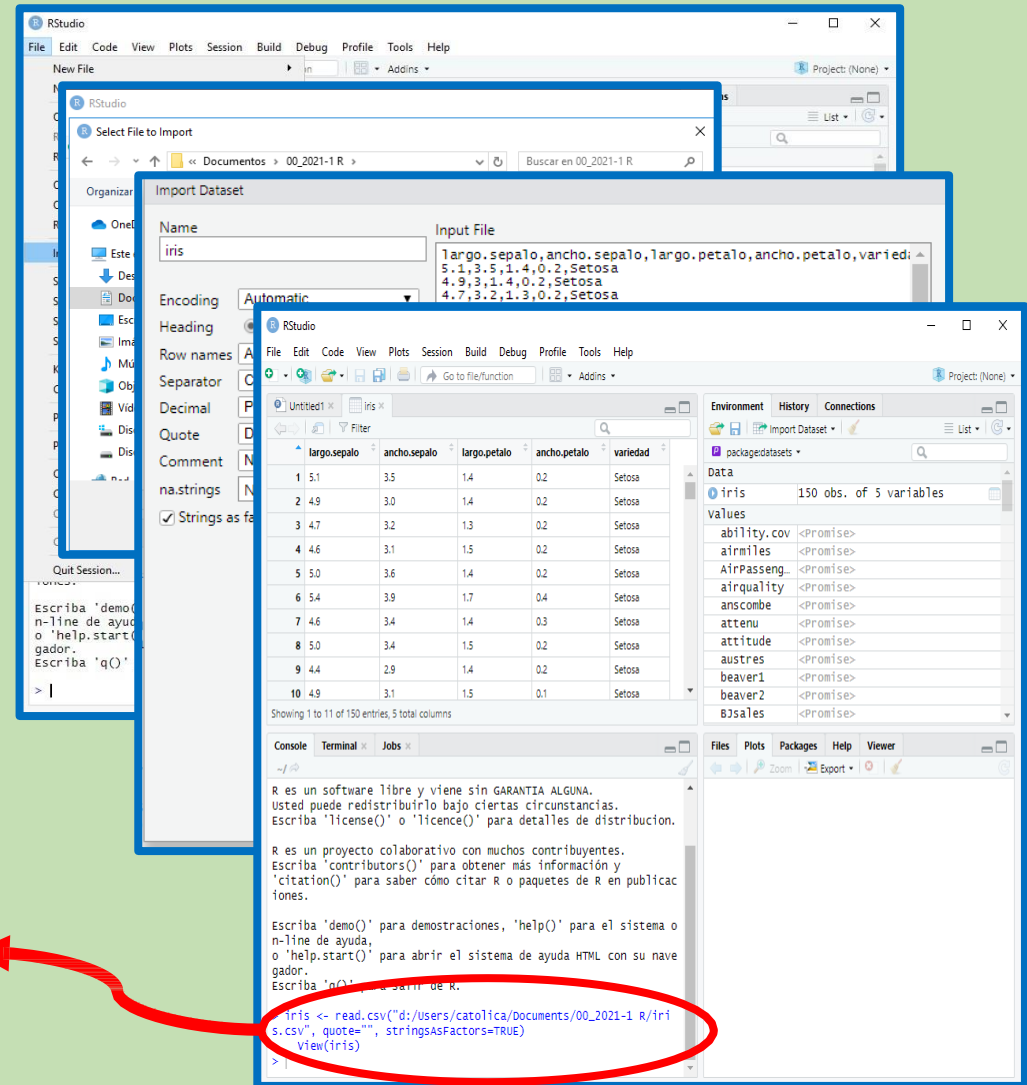 RStudio
File Edit Code View Plots Session Build Debug Profile Tools Help
New File
Addins
Project: (None)
List
RStudio
Select File to Import
« Documentos > 00_2021-1 R >
Buscar en 00_2021-1 R
Organizar
Este
Quit Session...
Escriba 'demo(
n-line de ayud
o 'help.start(
gador.
Escriba 'q()'
>
Import Dataset
Name
iris
Encoding Automatic
Heading
Row names
Separator
Decimal
Quote
Comment
na.strings
Strings as fa
Input File
largo.sepalo,ancho.sepalo,largo.petalo,ancho.petalo,varieda
5.1,3.5,1.4,0.2,Setosa
4.9,3,1.4,0.2,Setosa
4.7,3.2,1.3,0.2,Setosa
RStudio
File Edit Code View Plots Session Build Debug Profile Tools Help
Go to file/function Addins Project: (None)
Untitled1 iris
Filter
largo.sepalo ancho.sepalo largo.petalo ancho.petalo variedad
1 5.1 3.5 1.4 0.2 Setosa
2 4.9 3.0 1.4 0.2 Setosa
3 4.7 3.2 1.3 0.2 Setosa
4 4.6 3.1 1.5 0.2 Setosa
5 5.0 3.6 1.4 0.2 Setosa
6 5.4 3.9 1.7 0.4 Setosa
7 4.6 3.4 1.4 0.3 Setosa
8 5.0 3.4 1.5 0.2 Setosa
9 4.4 2.9 1.4 0.2 Setosa
10 4.9 3.1 1.5 0.1 Setosa
Showing 1 to 11 of 150 entries, 5 total columns
Environment History Connections
Import Dataset List
package:datasets
Data
iris 150 obs. of 5 variables
Values
ability.cov <Promise>
airmiles <Promise>
AirPasseng… <Promise>
airquality <Promise>
anscombe <Promise>
attenu <Promise>
attitude <Promise>
austres <Promise>
beaver1 <Promise>
beaver2 <Promise>
BJsales <Promise>
Console Terminal Jobs
~/
R es un software libre y viene sin GARANTIA ALGUNA.
Usted puede redistribuirlo bajo ciertas circunstancias.
Escriba 'license()' o 'licence()' para detalles de distribucion.
R es un proyecto colaborativo con muchos contribuyentes.
Escriba 'contributors()' para obtener más información y
'citation()' para saber cómo citar R o paquetes de R en publicac
iones.
Escriba 'demo()' para demostraciones, 'help()' para el sistema o
n-line de ayuda,
o 'help.start()' para abrir el sistema de ayuda HTML con su nave
gador.
Escriba 'q()' para salir de R.
> iris <- read.csv("d:/Users/catolica/Documents/00_2021-1 R/iri
s.csv", quote="", stringsAsFactors=TRUE)
View(iris)
>
Files Plots Packages Help Viewer
Zoom Export